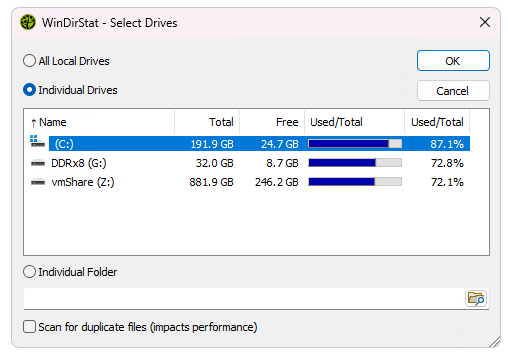 WinDirStat - Select Drives
All Local Drives
OK
Individual Drives
Cancel
↑ Name Total Free Used/Total Used/Total
(C:) 191.9 GB 24.7 GB 87.1%
DDRx8 (G:) 32.0 GB 8.7 GB 72.8%
vmShare (Z:) 881.9 GB 246.2 GB 72.1%
Individual Folder
Scan for duplicate files (impacts performance)